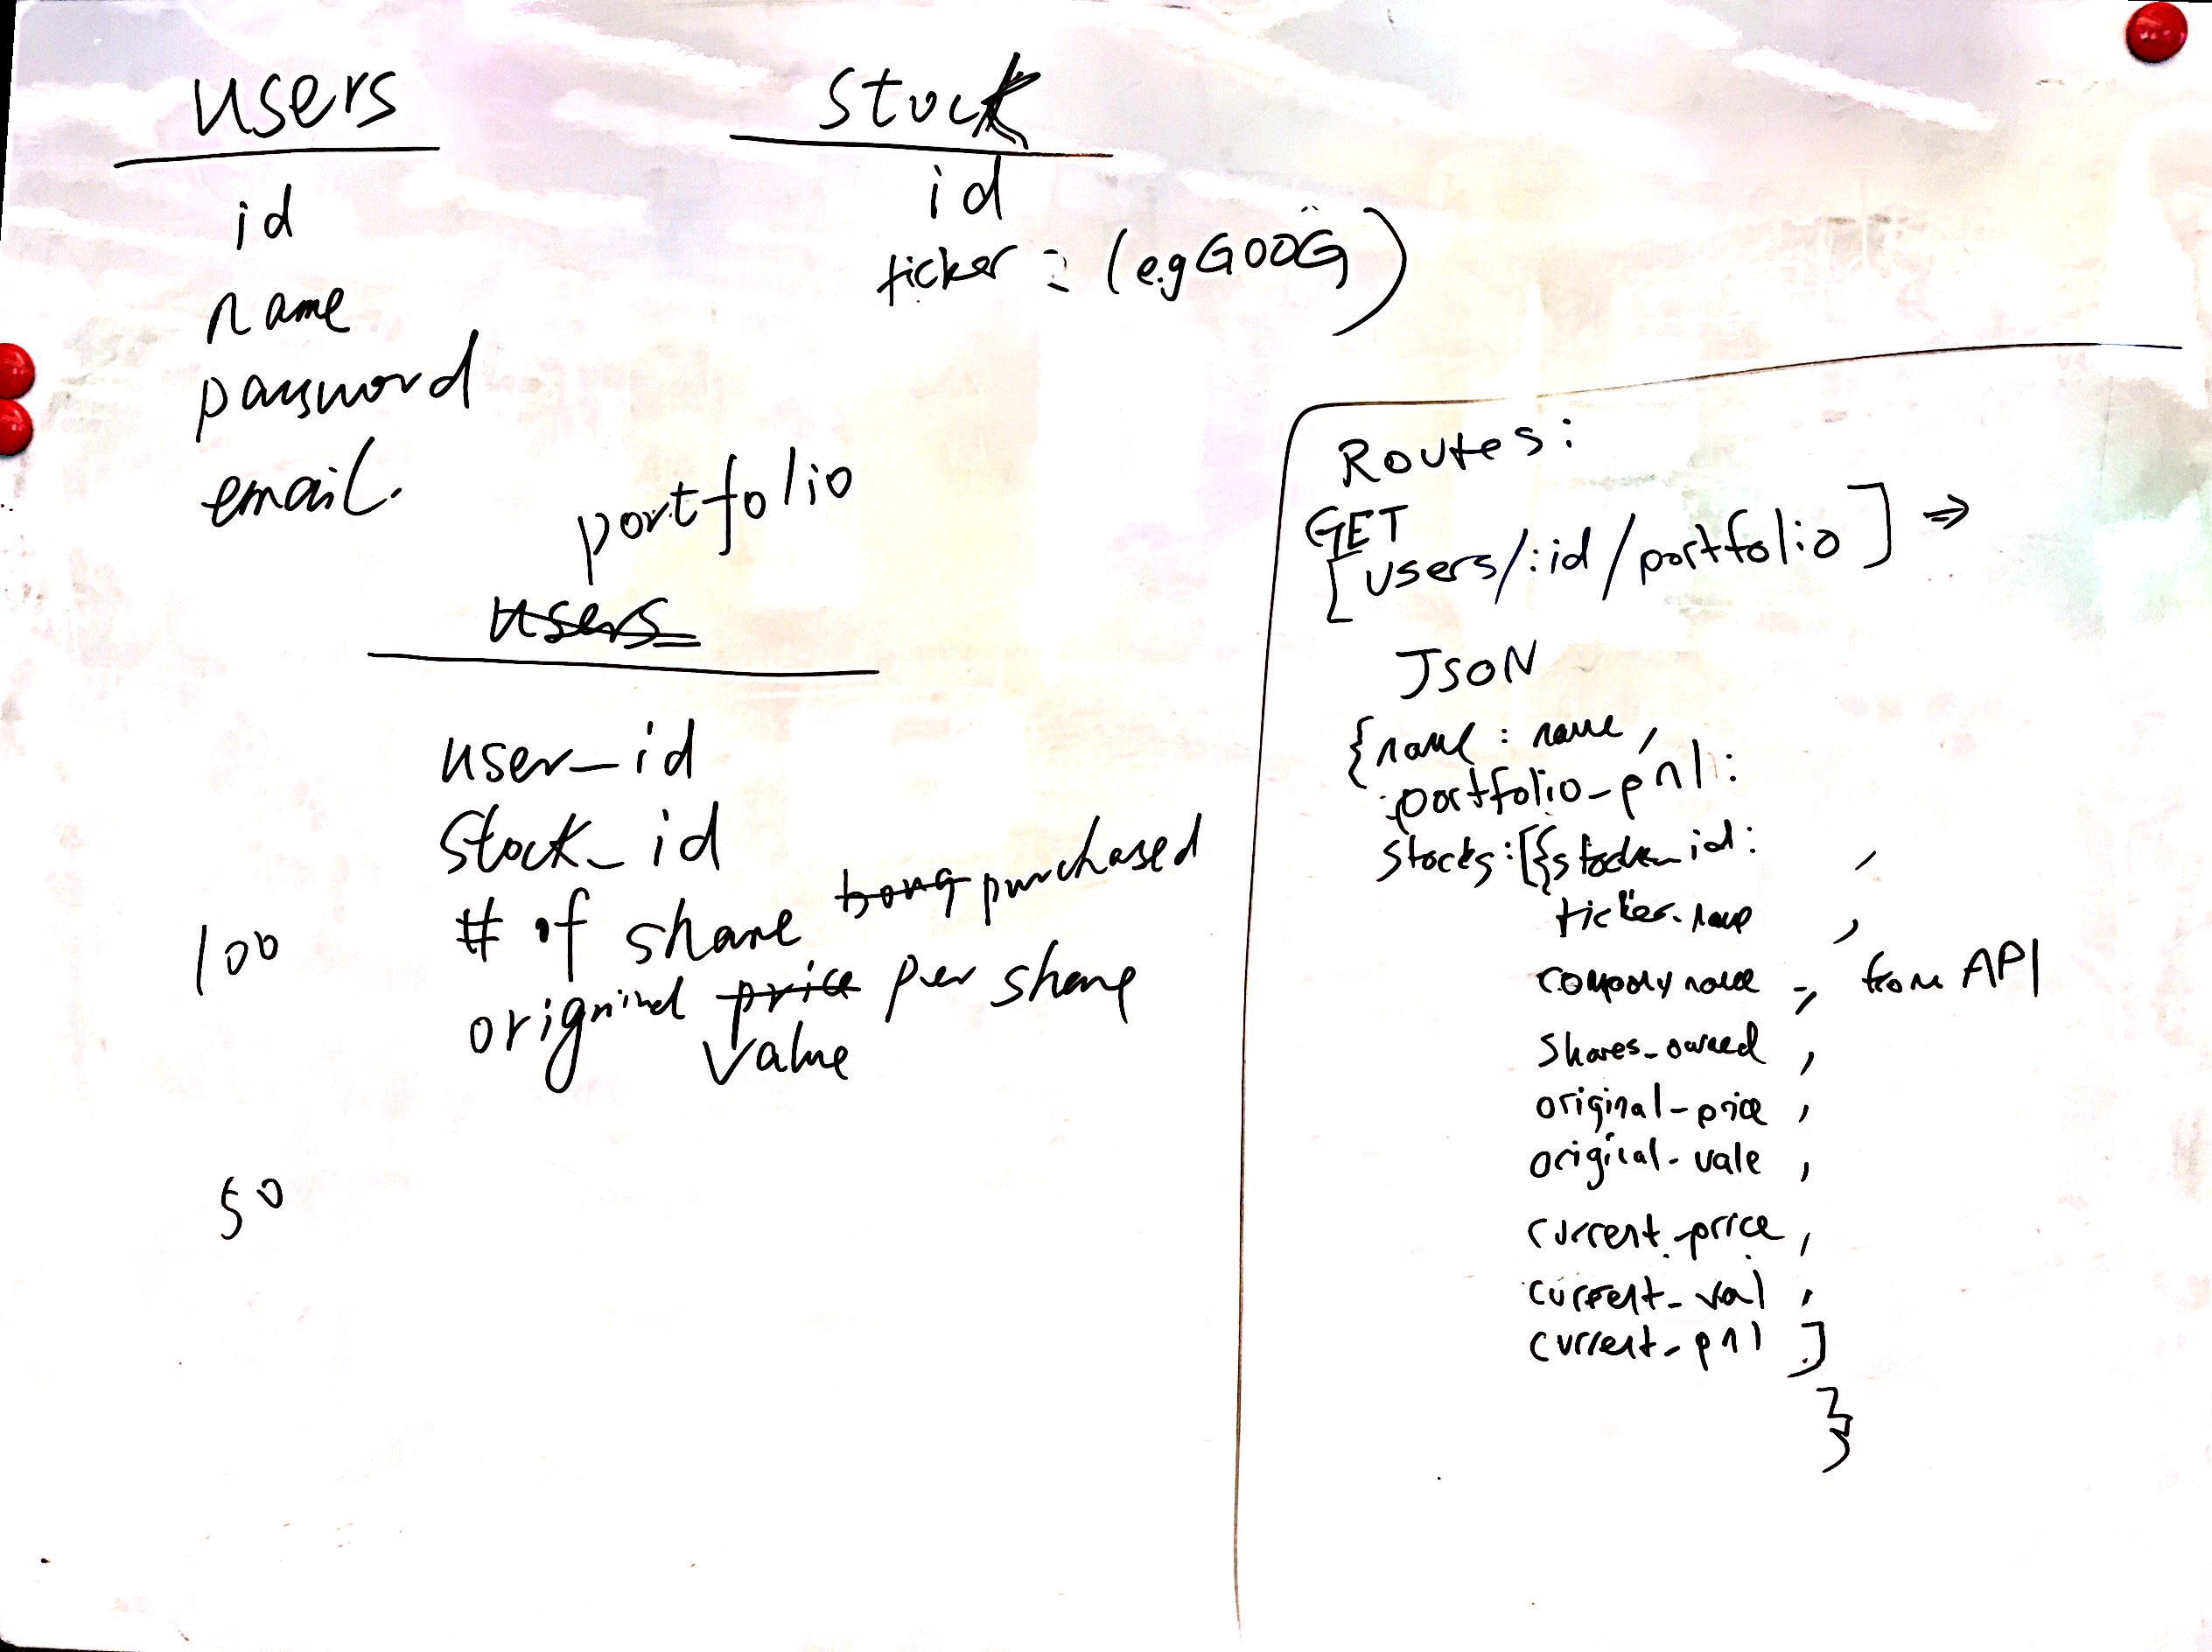 users
id
name
password
email.
stock
id
ticker = (e.g GOOG)
portfolio
users
user_id
stock_id
# of share bong purchased
original price per share
value
100
50
Routes:
GET
[users/:id/portfolio] ⇒
JSON
{name : name,
portfolio_pnl :
stocks:[{stock_id: ,
ticker_name ,
company name -, from API
shares_owned ,
original_price ,
original_vale ,
current_price ,
current_val ,
current_pnl ]
}
}